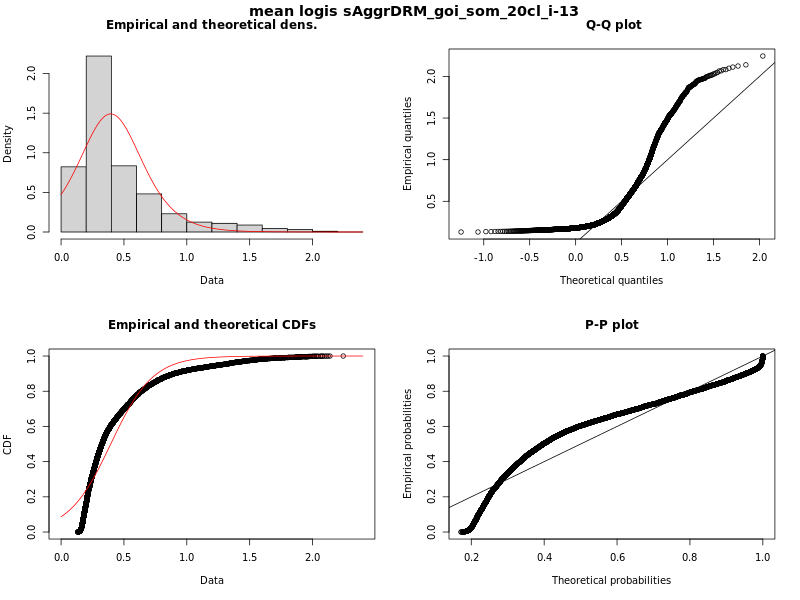 mean logis sAggrDRM_goi_som_20cl_i-13
Empirical and theoretical dens.
Density
0.0
0.5
1.0
1.5
2.0
0.0 0.5 1.0 1.5 2.0
Data
Q-Q plot
Empirical quantiles
0.5
1.0
1.5
2.0
-1.0 -0.5 0.0 0.5 1.0 1.5 2.0
Theoretical quantiles
Empirical and theoretical CDFs
CDF
0.0
0.2
0.4
0.6
0.8
1.0
0.0 0.5 1.0 1.5 2.0
Data
P-P plot
Empirical probabilities
0.0
0.2
0.4
0.6
0.8
1.0
0.2 0.4 0.6 0.8 1.0
Theoretical probabilities